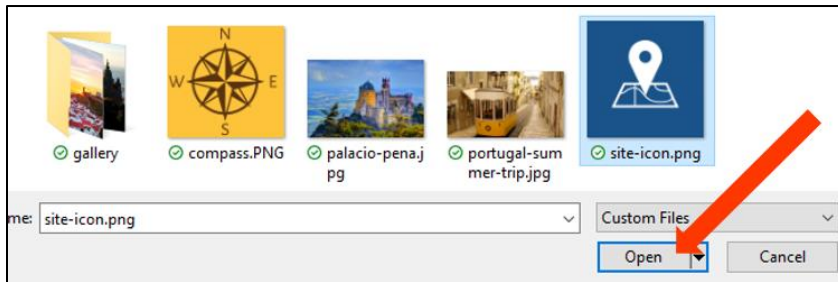 N
W E
S
gallery
compass.PNG
palacio-pena.j
pg
portugal-sum
mer-trip.jpg
site-icon.png
me: site-icon.png
Custom Files
Open
Cancel